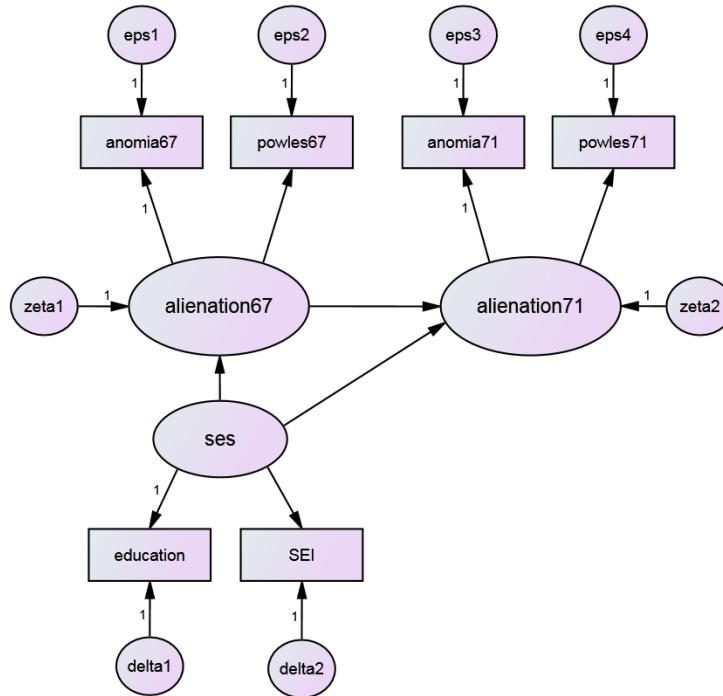 eps1
eps2
eps3
eps4
1
1
1
1
anomia67
powles67
anomia71
powles71
1
1
zeta1
1
alienation67
alienation71
1
zeta2
ses
1
education
SEI
1
1
delta1
delta2